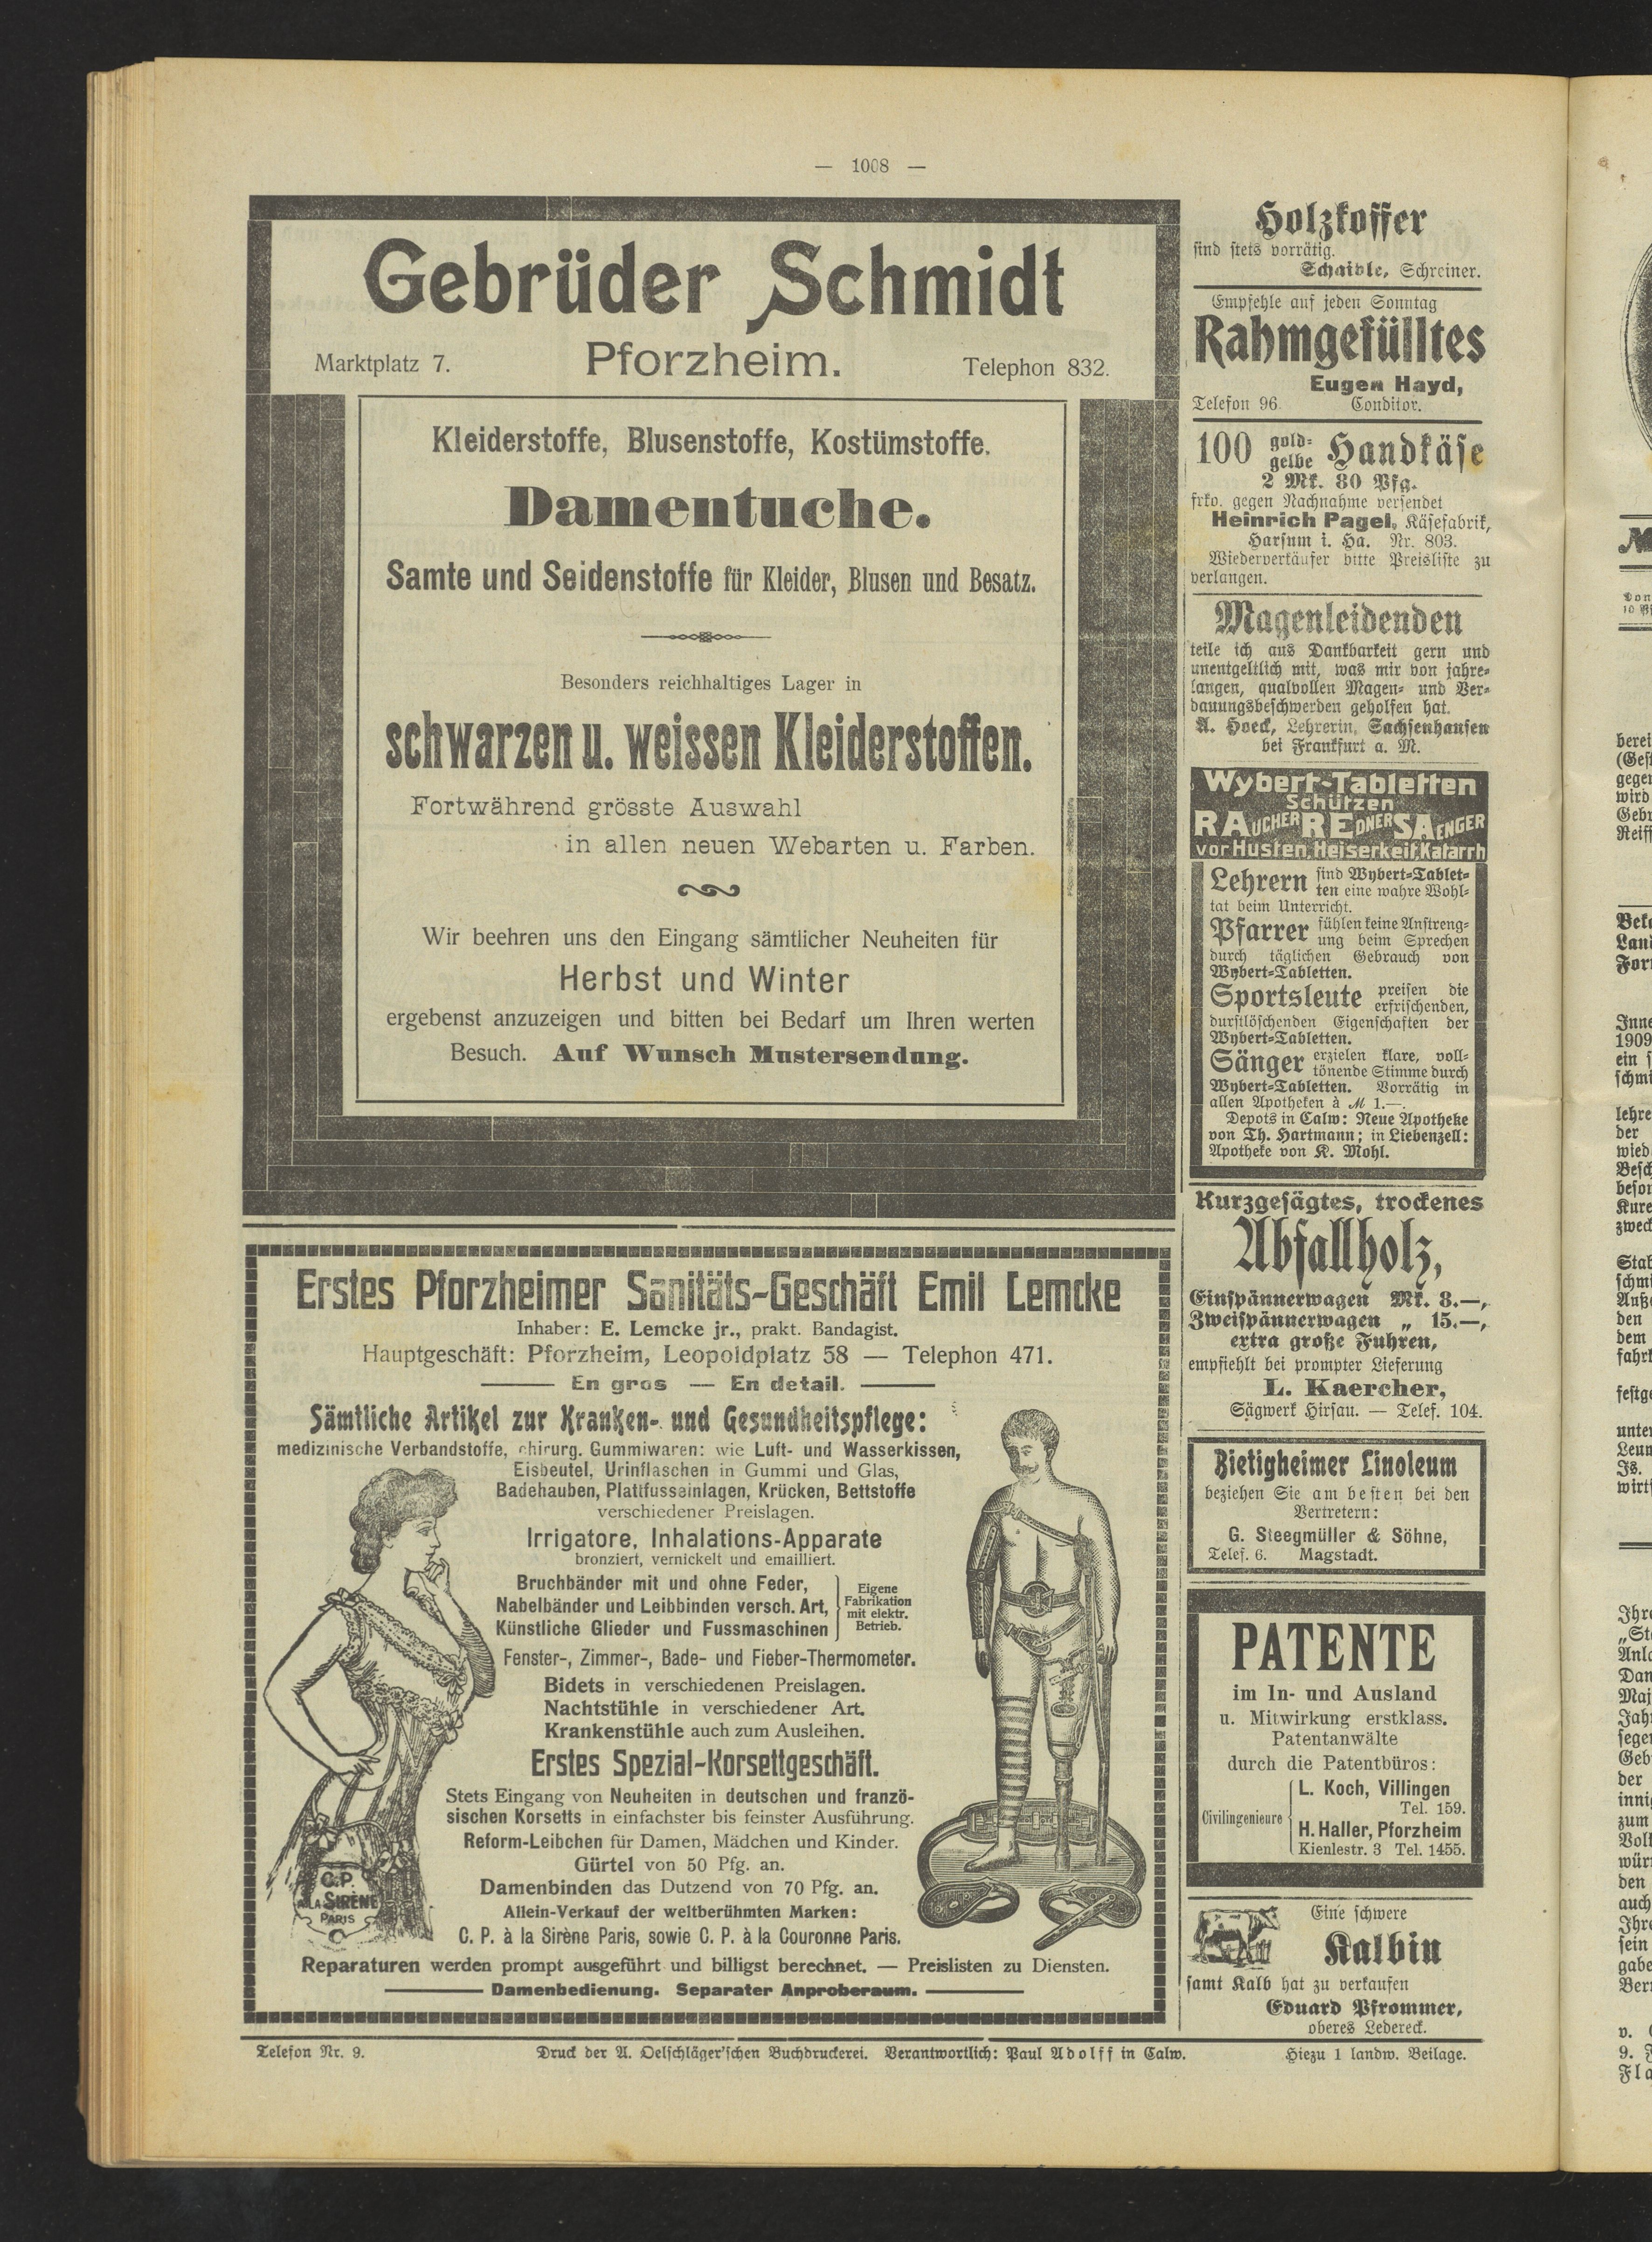 — 1008 —
Gebrüder Schmidt
Marktplatz 7. Pforzheim. Telephon 832.
Kleiderstoffe, Blusenstoffe, Kostümstoffe.
Damentuche.
Samte und Seidenstoffe für Kleider, Blusen und Besatz.
Besonders reichhaltiges Lager in
schwarzen u. weissen Kleiderstoffen.
Fortwährend grösste Auswahl
in allen neuen Webarten u. Farben.
Wir beehren uns den Eingang sämtlicher Neuheiten für
Herbst und Winter
ergebenst anzuzeigen und bitten bei Bedarf um Ihren werten
Besuch. Auf Wunsch Mustersendung.
Erstes Pforzheimer Sanitäts-Geschäft Emil Lemcke
Inhaber: E. Lemcke jr., prakt. Bandagist.
Hauptgeschäft: Pforzheim, Leopoldplatz 58 — Telephon 471.
En gros — En detail.
Sämtliche Artikel zur Kranken- und Gesundheitspflege:
medizinische Verbandstoffe, chirurg. Gummiwaren: wie Luft- und Wasserkissen,
Eisbeutel, Urinflaschen in Gummi und Glas,
Badehauben, Plattfusseinlagen, Krücken, Bettstoffe
verschiedener Preislagen.
Irrigatore, Inhalations-Apparate
bronziert, vernickelt und emailliert.
Bruchbänder mit und ohne Feder,
Nabelbänder und Leibbinden versch. Art,
Künstliche Glieder und Fussmaschinen
Eigene
Fabrikation
mit elektr.
Betrieb.
Fenster-, Zimmer-, Bade- und Fieber-Thermometer.
Bidets in verschiedenen Preislagen.
Nachtstühle in verschiedener Art.
Krankenstühle auch zum Ausleihen.
Erstes Spezial-Korsettgeschäft.
Stets Eingang von Neuheiten in deutschen und franzö-
sischen Korsetts in einfachster bis feinster Ausführung.
Reform-Leibchen für Damen, Mädchen und Kinder.
Gürtel von 50 Pfg. an.
Damenbinden das Dutzend von 70 Pfg. an.
Allein-Verkauf der weltberühmten Marken:
C. P. à la Sirène Paris, sowie C. P. à la Couronne Paris.
C.P.
A LA SIRÈNE
PARIS
Reparaturen werden prompt ausgeführt und billigst berechnet. — Preislisten zu Diensten.
Damenbedienung. Separater Anproberaum.
Holzkoffer
sind stets vorrätig.
Schaible, Schreiner.
Empfehle auf jeden Sonntag
Rahmgefülltes
Eugen Hayd,
Telefon 96. Conditor.
100 gold-
gelbe Handkäse
2 Mk. 80 Pfg.
frko. gegen Nachnahme versendet
Heinrich Pagel, Käsefabrik,
Harsum i. Ha. Nr. 803.
Wiederverkäufer bitte Preisliste zu
verlangen.
Magenleidenden
teile ich aus Dankbarkeit gern und
unentgeltlich mit, was mir von jahre-
langen, qualvollen Magen- und Ver-
dauungsbeschwerden geholfen hat.
A. Hoeck, Lehrerin, Sachsenhausen
bei Frankfurt a. M.
Wybert-Tabletten
Schützen
RAUCHER REDNER SAENGER
vor Husten, Heiserkeit, Katarrh
Lehrern sind Wybert-Tablet-
ten eine wahre Wohl-
tat beim Unterricht.
Pfarrer fühlen keine Anstreng-
ung beim Sprechen
durch täglichen Gebrauch von
Wybert-Tabletten.
Sportsleute preisen die
erfrischenden,
durstlöschenden Eigenschaften der
Wybert-Tabletten.
Sänger erzielen klare, voll-
tönende Stimme durch
Wybert-Tabletten. Vorrätig in
allen Apotheken à M 1.—.
Depots in Calw: Neue Apotheke
von Th. Hartmann; in Liebenzell:
Apotheke von K. Mohl.
Kurzgesägtes, trockenes
Abfallholz,
Einspännerwagen Mk. 8.—,
Zweispännerwagen „ 15.—,
extra große Fuhren,
empfiehlt bei prompter Lieferung
L. Kaercher,
Sägwerk Hirsau. — Telef. 104.
Bietigheimer Linoleum
beziehen Sie am besten bei den
Vertretern:
G. Steegmüller & Söhne,
Telef. 6. Magstadt.
PATENTE
im In- und Ausland
u. Mitwirkung erstklass.
Patentanwälte
durch die Patentbüros:
Civilingenieure
L. Koch, Villingen
Tel. 159.
H. Haller, Pforzheim
Kienlestr. 3 Tel. 1455.
Eine schwere
Kalbin
samt Kalb hat zu verkaufen
Eduard Pfrommer,
oberes Ledereck.
Telefon Nr. 9. Druck der A. Oelschläger'schen Buchdruckerei. Verantwortlich: Paul Adolff in Calw. Hiezu 1 landw. Beilage.